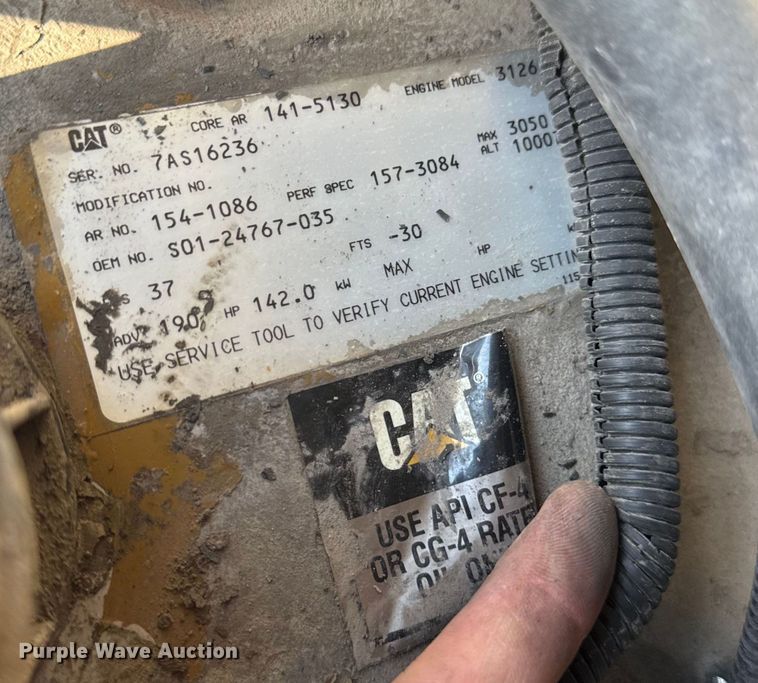 CAT® CORE AR 141-5130 ENGINE MODEL 3126
SER. NO. 7AS16236
MODIFICATION NO. MAX 3050
AR NO. 154-1086 PERF SPEC 157-3084 ALT 1000
OEM NO. S01-24767-035
37 FTS -30
ADV 190 HP 142.0 KW MAX HP
USE SERVICE TOOL TO VERIFY CURRENT ENGINE SETTIN
115
CAT®
USE API CF-4
OR CG-4 RATE
Purple Wave Auction